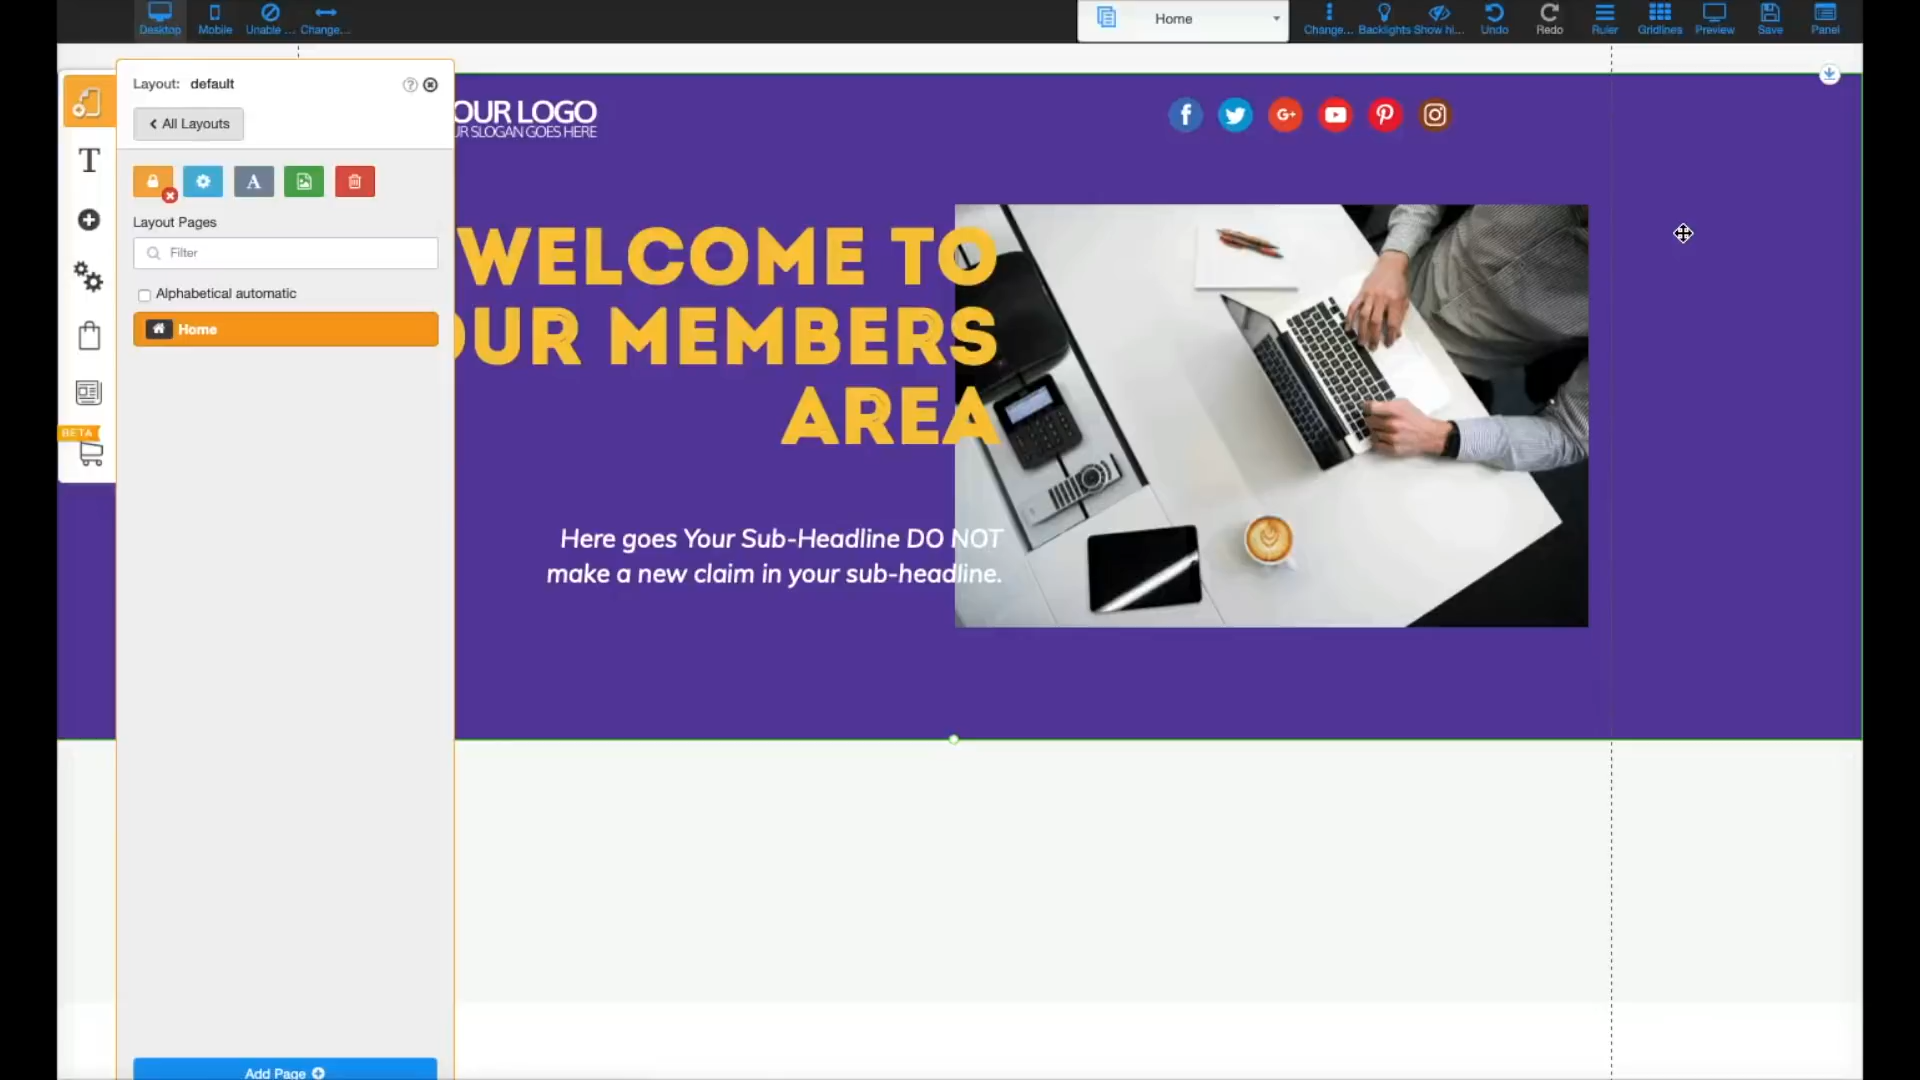 Desktop
Mobile
Unable ...
Change...
Home
Change...
Backlights
Show hi...
Undo
Redo
Ruler
Gridlines
Preview
Save
Panel
Layout: default
All Layouts
Layout Pages
Filter
Alphabetical automatic
Home
T
BETA
A
Add Page
OUR LOGO
UR SLOGAN GOES HERE
WELCOME TO
OUR MEMBERS
AREA
Here goes Your Sub-Headline DO NOT
make a new claim in your sub-headline.